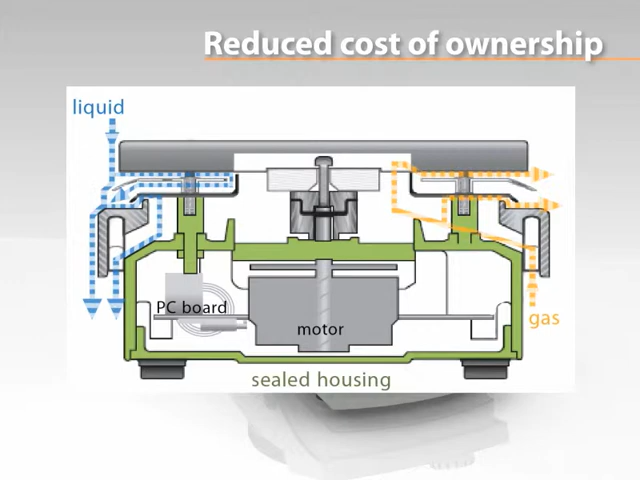 Reduced cost of ownership
liquid
PC board
motor
gas
sealed housing